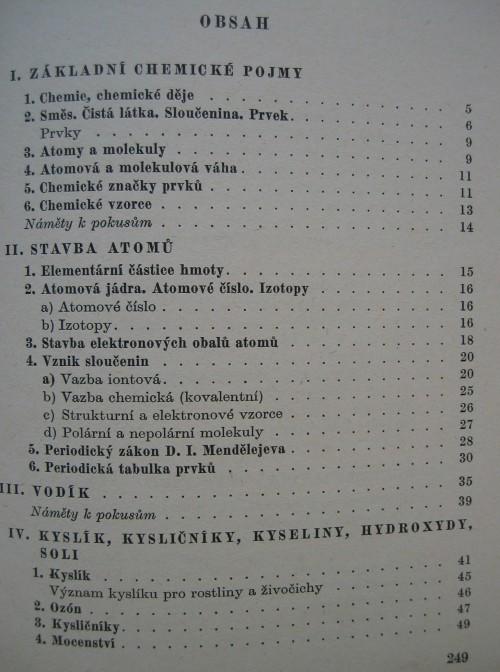 OBSAH
I. ZÁKLADNÍ CHEMICKÉ POJMY
1. Chemie, chemické děje . . . . . . . . . . . . . . 5
2. Směs. Čistá látka. Sloučenina. Prvek. . . . . . . . . 6
Prvky . . . . . . . . . . . . . . . . . . . . 9
3. Atomy a molekuly . . . . . . . . . . . . . . . . 9
4. Atomová a molekulová váha . . . . . . . . . . . . 11
5. Chemické značky prvků . . . . . . . . . . . . . . 11
6. Chemické vzorce . . . . . . . . . . . . . . . . 13
Náměty k pokusům . . . . . . . . . . . . . . . . 14
II. STAVBA ATOMŮ
1. Elementární částice hmoty . . . . . . . . . . . . . 15
2. Atomová jádra. Atomové číslo. Izotopy . . . . . . . . 16
a) Atomové číslo . . . . . . . . . . . . . . . . 16
b) Izotopy . . . . . . . . . . . . . . . . . . . 16
3. Stavba elektronových obalů atomů . . . . . . . . . . 18
4. Vznik sloučenin . . . . . . . . . . . . . . . . . 20
a) Vazba iontová . . . . . . . . . . . . . . . . 20
b) Vazba chemická (kovalentní) . . . . . . . . . . . 25
c) Strukturní a elektronové vzorce . . . . . . . . . . 26
d) Polární a nepolární molekuly . . . . . . . . . . . 27
5. Periodický zákon D. I. Mendělejeva . . . . . . . . . 28
6. Periodická tabulka prvků . . . . . . . . . . . . . 30
III. VODÍK . . . . . . . . . . . . . . . . . . . . 35
Náměty k pokusům . . . . . . . . . . . . . . . . 39
IV. KYSLÍK, KYSLIČNÍKY, KYSELINY, HYDROXYDY,
SOLI
1. Kyslík . . . . . . . . . . . . . . . . . . . . 41
Význam kyslíku pro rostliny a živočichy . . . . . . . 45
2. Ozón . . . . . . . . . . . . . . . . . . . . . 46
3. Kysličníky . . . . . . . . . . . . . . . . . . . 47
4. Mocenství . . . . . . . . . . . . . . . . . . . 49
249